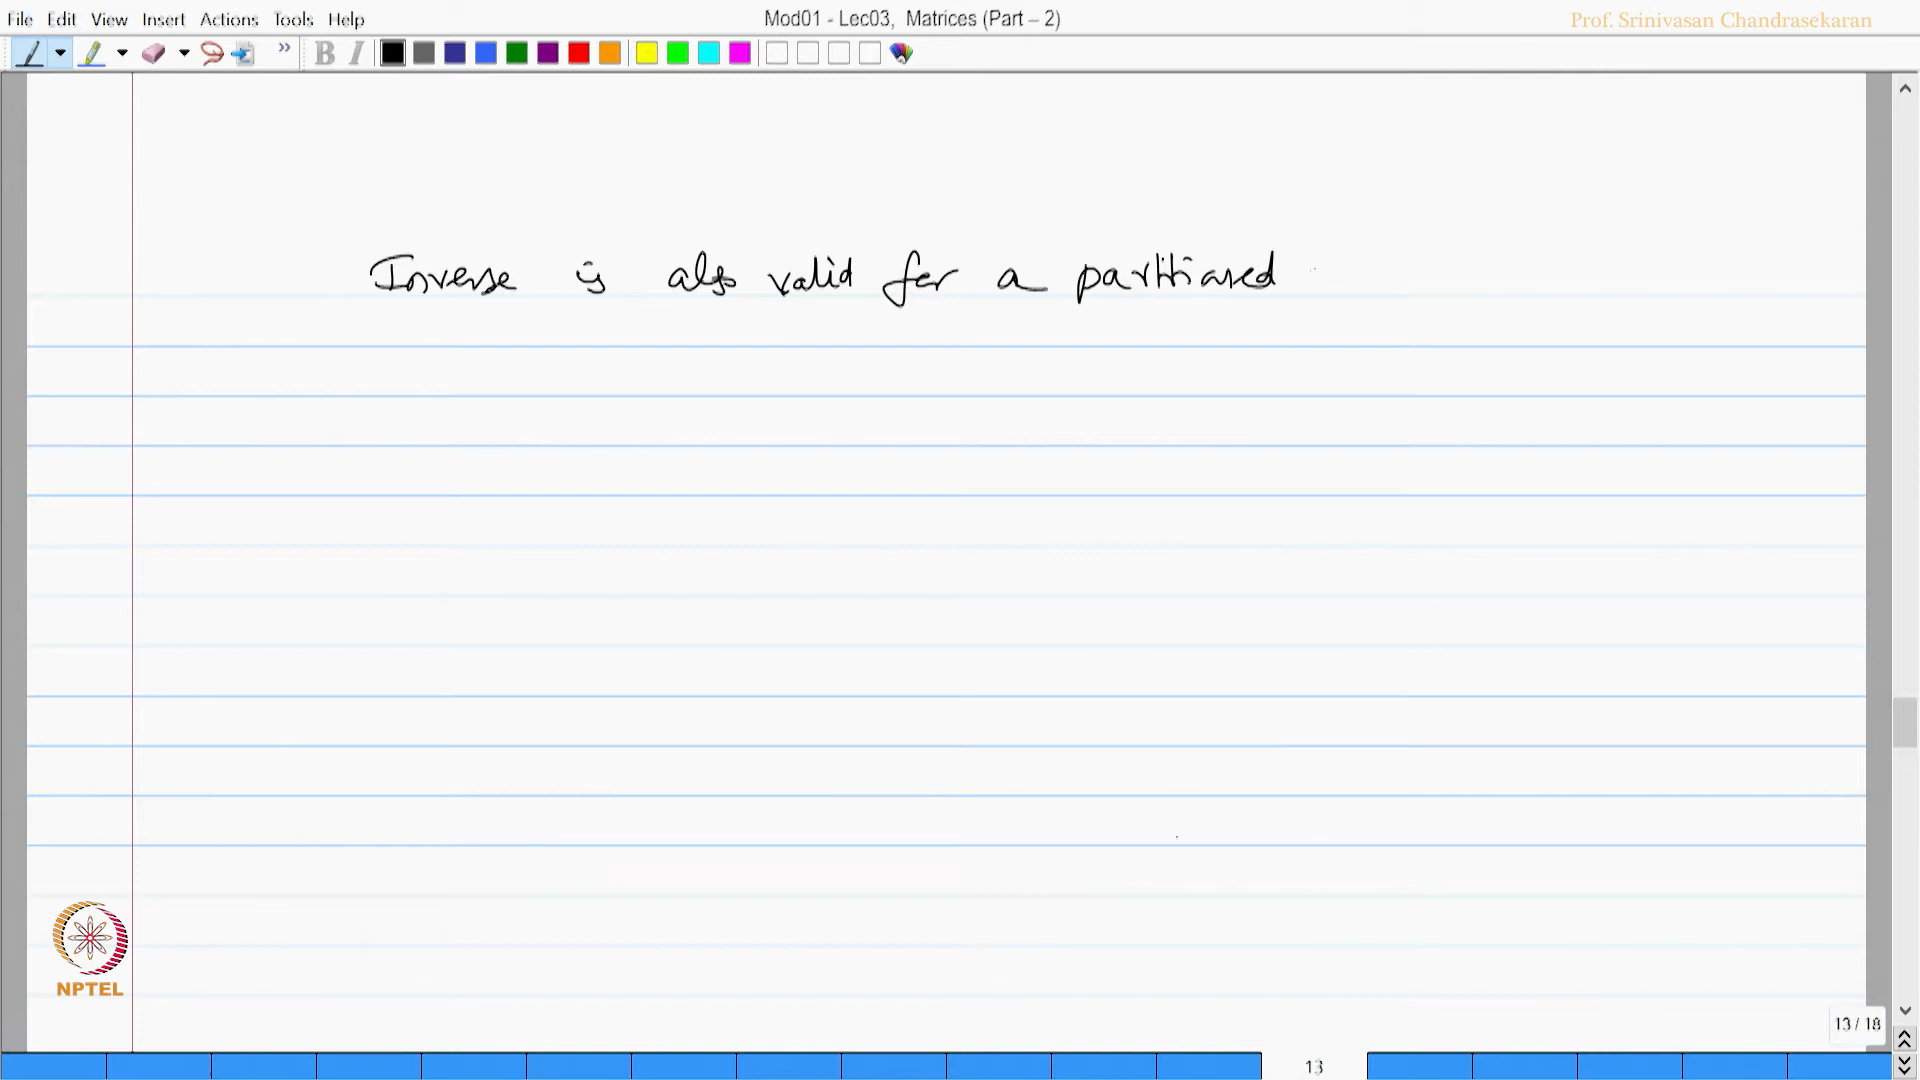 File Edit View Insert Actions Tools Help
Mod01 - Lec03, Matrices (Part – 2)
Prof. Srinivasan Chandrasekaran
B I
Inverse is also valid for a partitioned
NPTEL
13 / 18
13